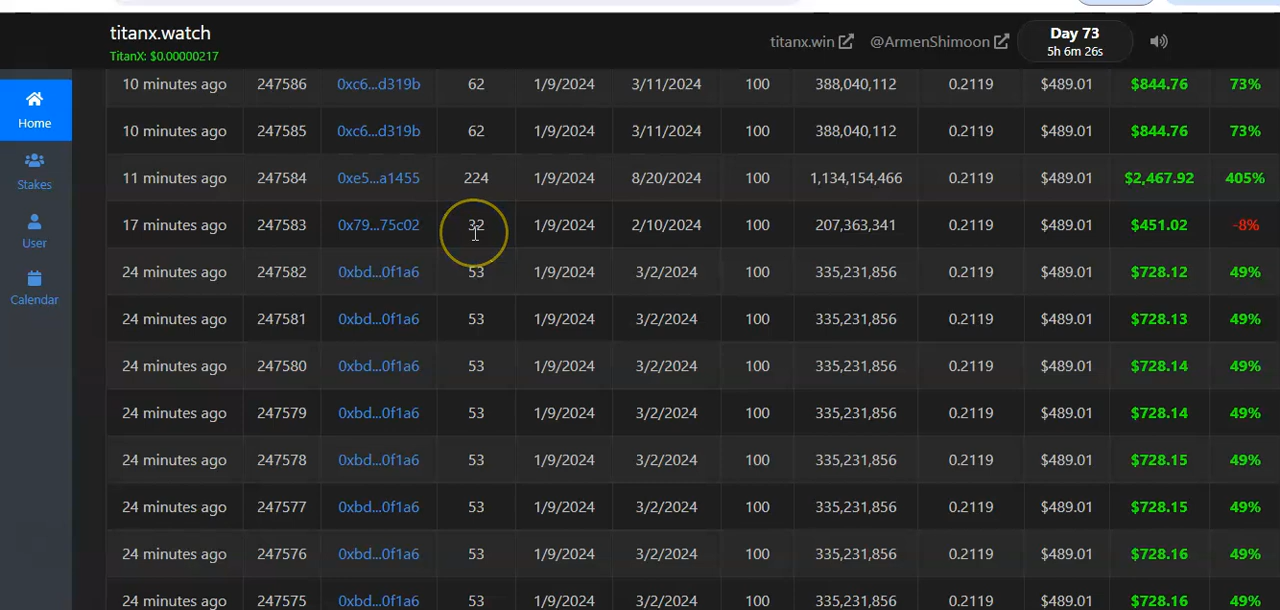 titanx.watch
TitanX: $0.00000217
titanx.win
@ArmenShimoon
Day 73
5h 6m 26s
Home
Stakes
User
Calendar
10 minutes ago 247586 0xc6...d319b 62 1/9/2024 3/11/2024 100 388,040,112 0.2119 $489.01 $844.76 73%
10 minutes ago 247585 0xc6...d319b 62 1/9/2024 3/11/2024 100 388,040,112 0.2119 $489.01 $844.76 73%
11 minutes ago 247584 0xe5...a1455 224 1/9/2024 8/20/2024 100 1,134,154,466 0.2119 $489.01 $2,467.92 405%
17 minutes ago 247583 0x79...75c02 32 1/9/2024 2/10/2024 100 207,363,341 0.2119 $489.01 $451.02 -8%
24 minutes ago 247582 0xbd...0f1a6 53 1/9/2024 3/2/2024 100 335,231,856 0.2119 $489.01 $728.12 49%
24 minutes ago 247581 0xbd...0f1a6 53 1/9/2024 3/2/2024 100 335,231,856 0.2119 $489.01 $728.13 49%
24 minutes ago 247580 0xbd...0f1a6 53 1/9/2024 3/2/2024 100 335,231,856 0.2119 $489.01 $728.14 49%
24 minutes ago 247579 0xbd...0f1a6 53 1/9/2024 3/2/2024 100 335,231,856 0.2119 $489.01 $728.14 49%
24 minutes ago 247578 0xbd...0f1a6 53 1/9/2024 3/2/2024 100 335,231,856 0.2119 $489.01 $728.15 49%
24 minutes ago 247577 0xbd...0f1a6 53 1/9/2024 3/2/2024 100 335,231,856 0.2119 $489.01 $728.15 49%
24 minutes ago 247576 0xbd...0f1a6 53 1/9/2024 3/2/2024 100 335,231,856 0.2119 $489.01 $728.16 49%
24 minutes ago 247575 0xbd...0f1a6 53 1/9/2024 3/2/2024 100 335,231,856 0.2119 $489.01 $728.16 49%